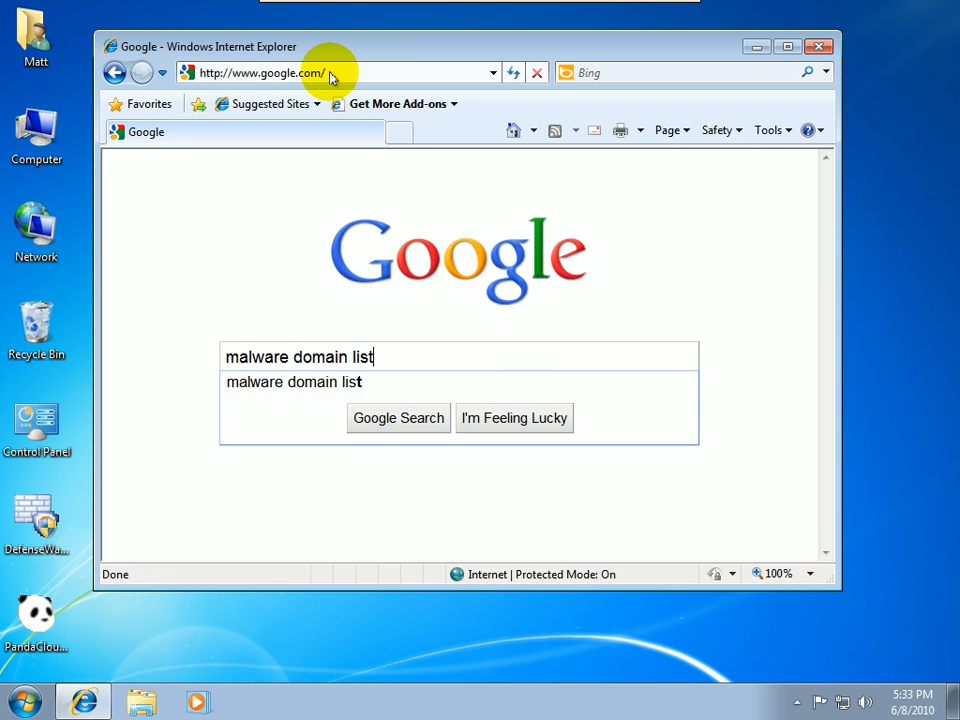 Matt
Computer
Network
Recycle Bin
Control Panel
DefenseWa...
PandaClou...
Google - Windows Internet Explorer
http://www.google.com/
Bing
Favorites
Suggested Sites
Get More Add-ons
Google
Page
Safety
Tools
Google
malware domain list
malware domain list
Google Search
I'm Feeling Lucky
Done
Internet | Protected Mode: On
100%
5:33 PM
6/8/2010